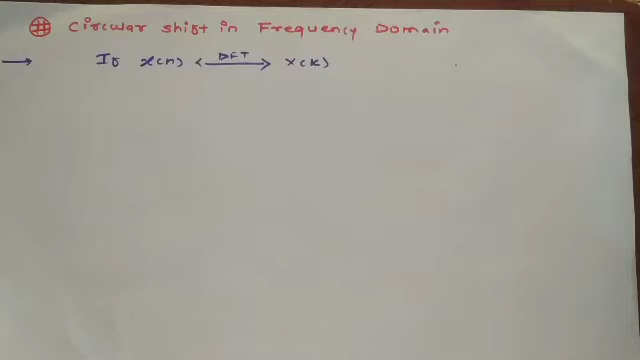 Circular shift in Frequency Domain
→ If x(n) <—DFT—> X(k)